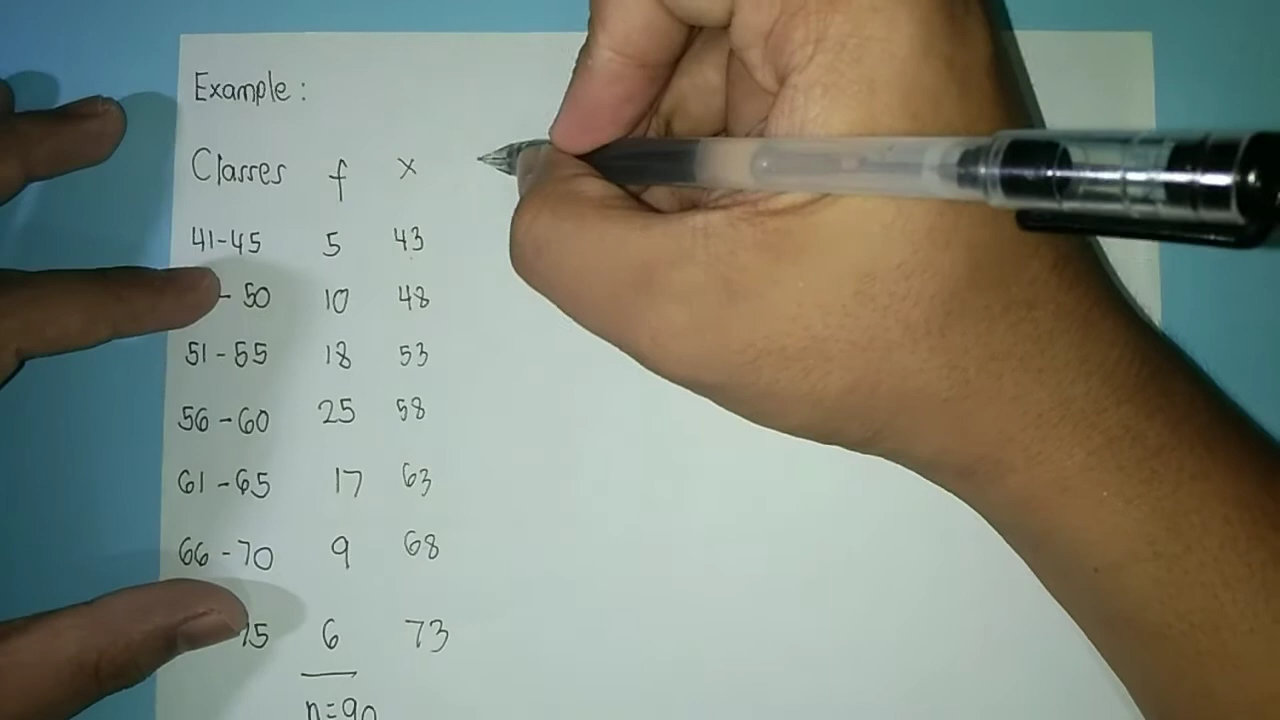 Example:
Classes f x
41-45 5 43
- 50 10 48
51-55 18 53
56-60 25 58
61-65 17 63
66-70 9 68
75 6 73
n=90